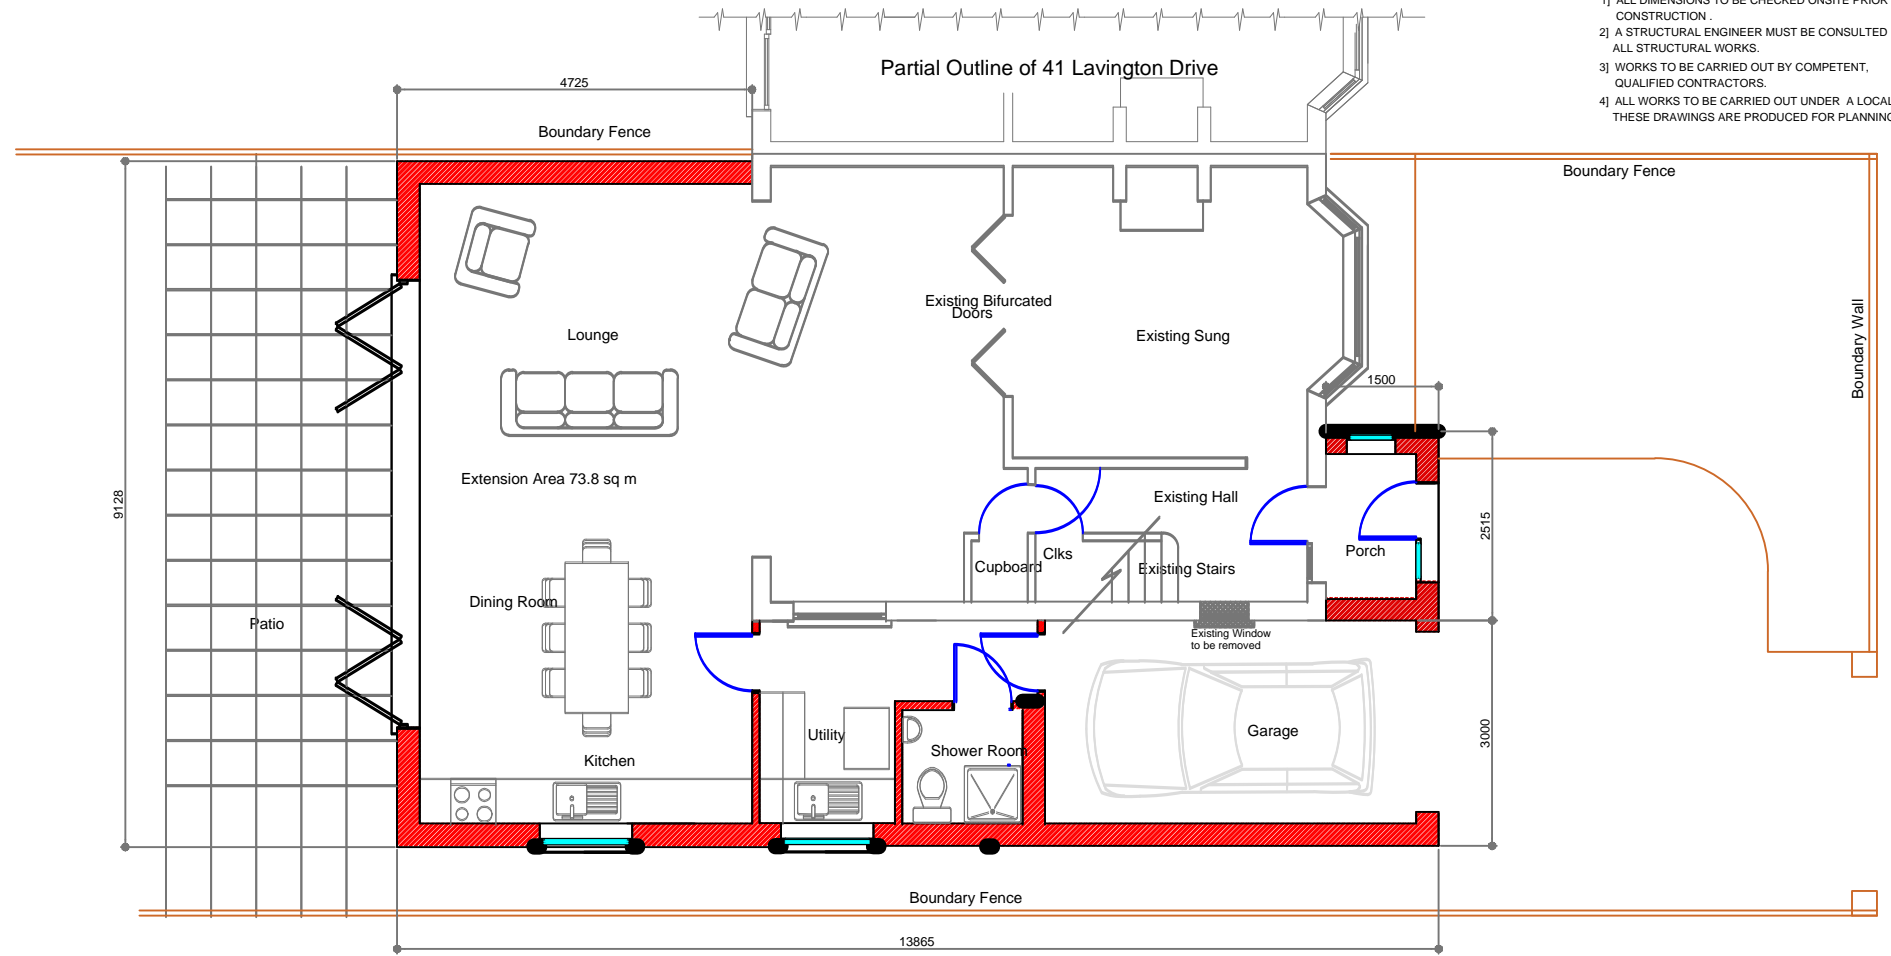 1] ALL DIMENSIONS TO BE CHECKED ONSITE PRIOR
CONSTRUCTION .
2] A STRUCTURAL ENGINEER MUST BE CONSULTED
ALL STRUCTURAL WORKS.
3] WORKS TO BE CARRIED OUT BY COMPETENT,
QUALIFIED CONTRACTORS.
4] ALL WORKS TO BE CARRIED OUT UNDER A LOCAL
THESE DRAWINGS ARE PRODUCED FOR PLANNING
Partial Outline of 41 Lavington Drive
4725
Boundary Fence
Boundary Fence
Existing Bifurcated
Doors
Lounge
Existing Sung
Boundary Wall
1500
Extension Area 73.8 sq m
9128
Existing Hall
2515
Porch
Clks
Cupboard
Existing Stairs
Dining Room
Patio
Existing Window
to be removed
Utility
Shower Room
Garage
3000
Kitchen
Boundary Fence
13865